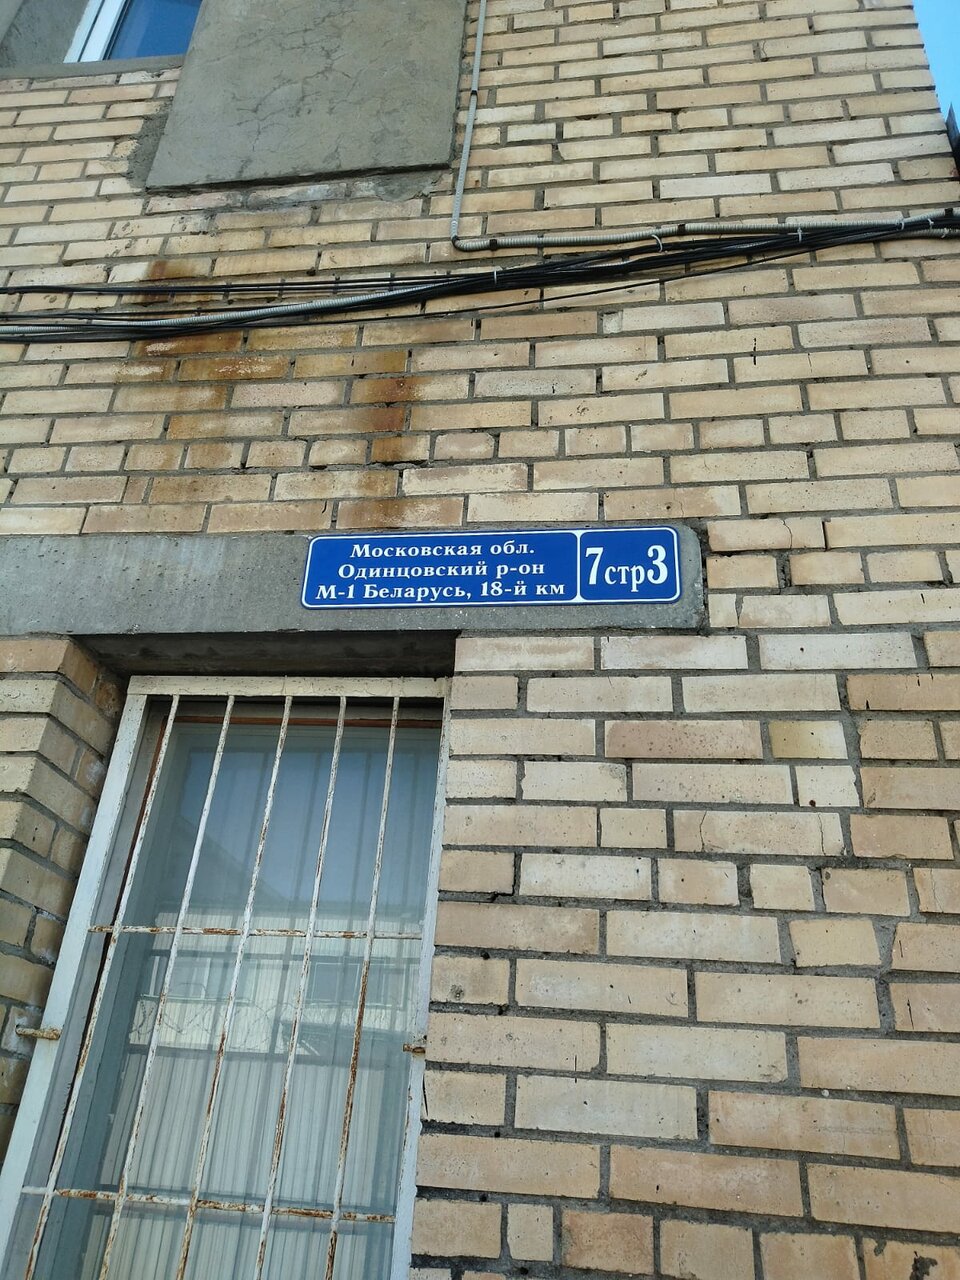 Московская обл.
Одинцовский р-он
М-1 Беларусь, 18-й км
7стр3